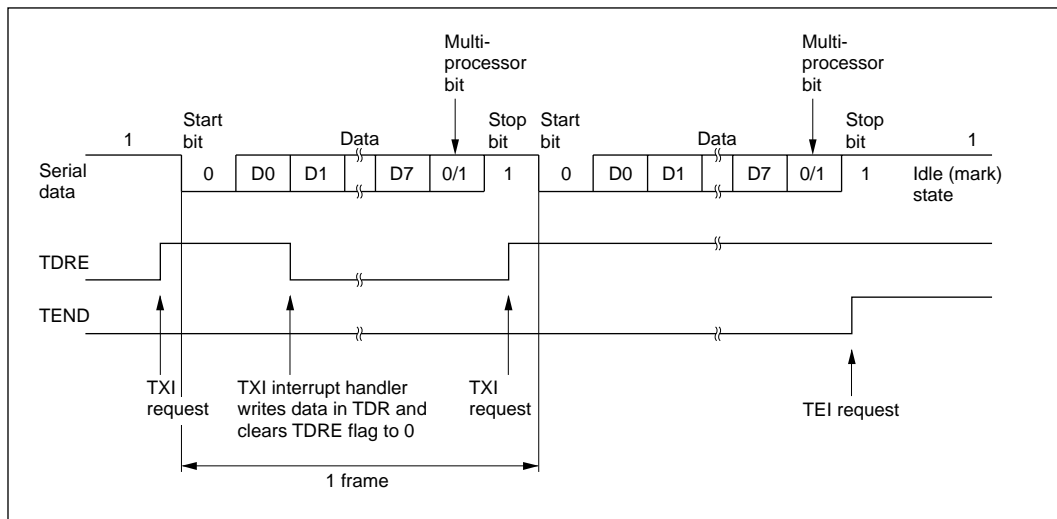 Multi-
processor
bit
Multi-
processor
bit
1
Start
bit
Data
Stop
bit
Start
bit
Data
Stop
bit
1
Serial
data
0 D0 D1 D7 0/1 1 0 D0 D1 D7 0/1 1 Idle (mark)
state
TDRE
TEND
TXI
request
TXI interrupt handler
writes data in TDR and
clears TDRE flag to 0
TXI
request
TEI request
1 frame